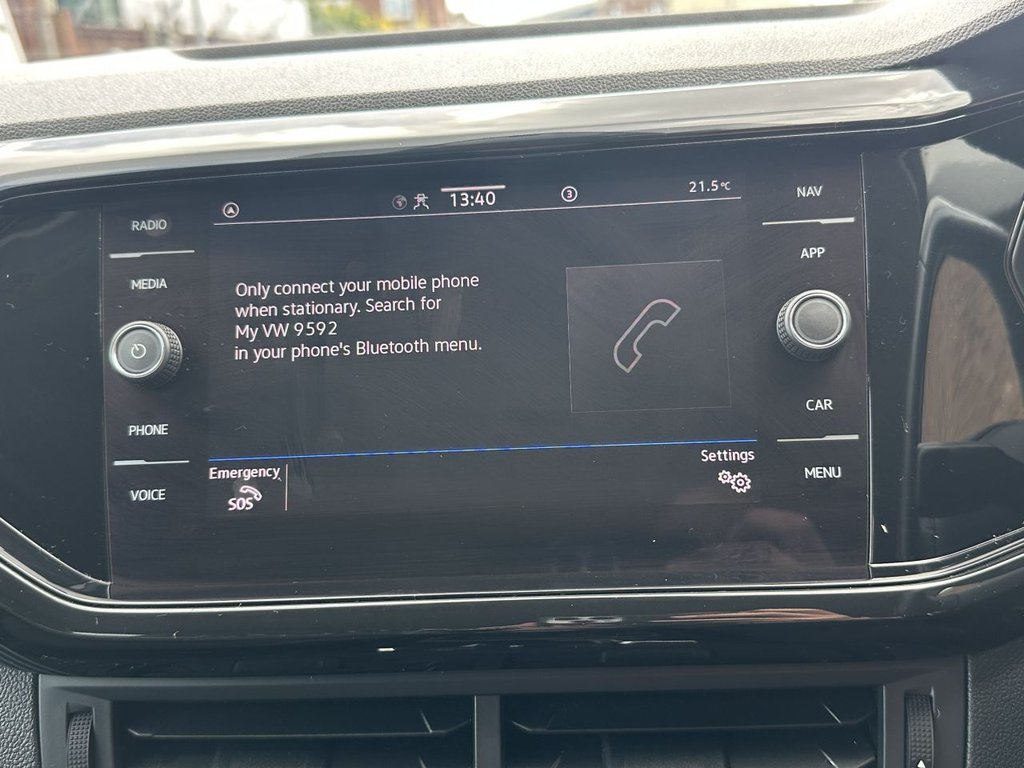 13:40
3
21.5°C
NAV
RADIO
APP
MEDIA
Only connect your mobile phone
when stationary. Search for
My VW 9592
in your phone's Bluetooth menu.
CAR
PHONE
Settings
MENU
Emergency
VOICE
SOS